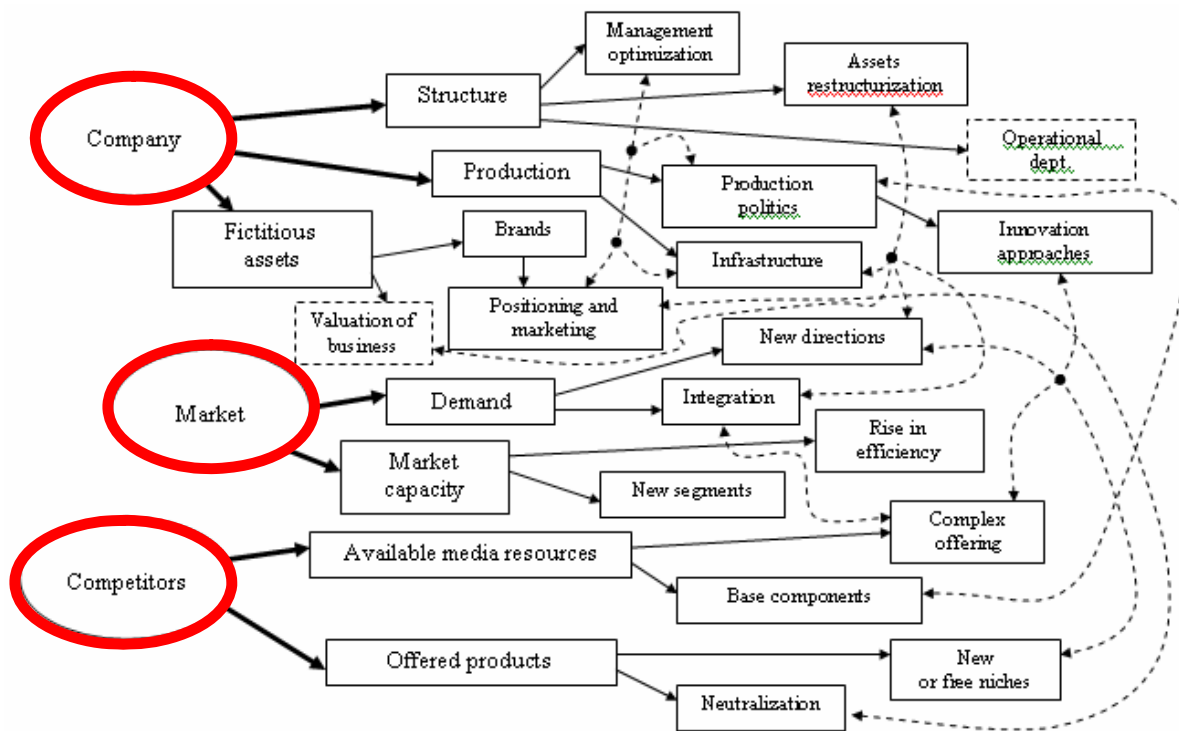 Management
optimization
Assets
restructurization
Structure
Company
Operational
dept.
Production
Production
politics
Fictitious
assets
Brands
Innovation
approaches
Infrastructure
Positioning and
marketing
Valuation of
business
New directions
Market
Demand
Integration
Rise in
efficiency
Market
capacity
New segments
Complex
offering
Available media resources
Competitors
Base components
Offered products
New
or free niches
Neutralization